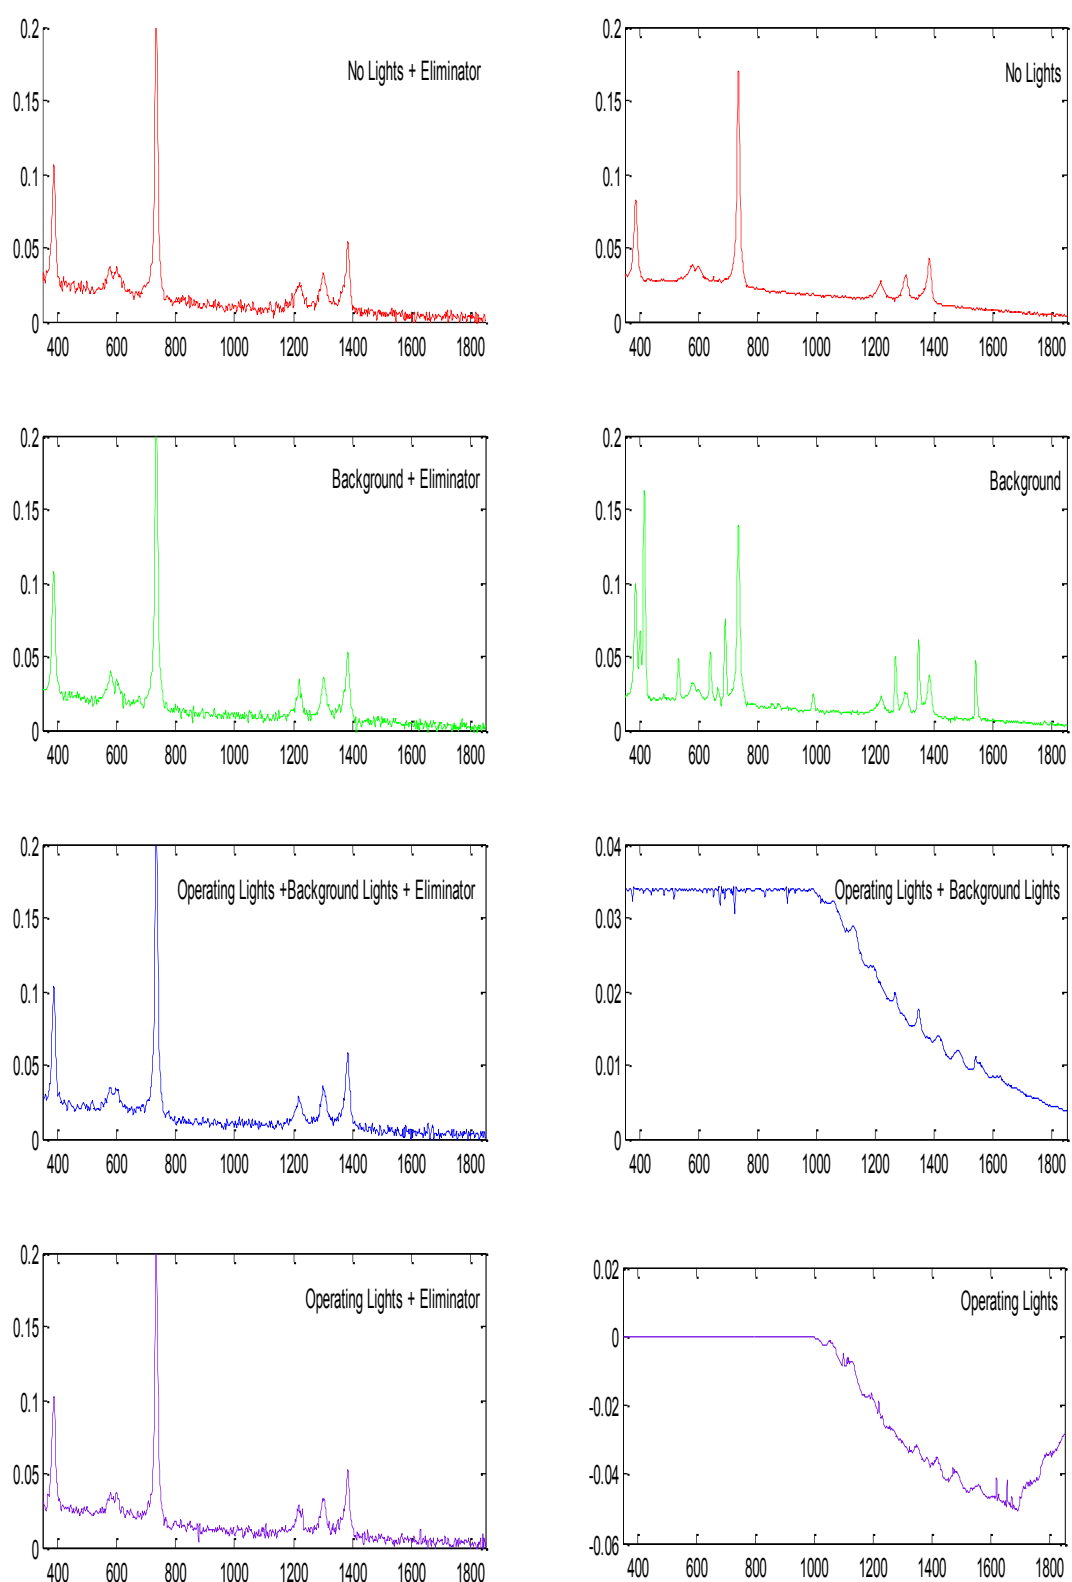 0.2
0.15
0.1
0.05
0
No Lights + Eliminator
400 600 800 1000 1200 1400 1600 1800
0.2
0.15
0.1
0.05
0
No Lights
400 600 800 1000 1200 1400 1600 1800
0.2
0.15
0.1
0.05
0
Background + Eliminator
400 600 800 1000 1200 1400 1600 1800
0.2
0.15
0.1
0.05
0
Background
400 600 800 1000 1200 1400 1600 1800
0.2
0.15
0.1
0.05
0
Operating Lights +Background Lights + Eliminator
400 600 800 1000 1200 1400 1600 1800
0.04
0.03
0.02
0.01
0
Operating Lights + Background Lights
400 600 800 1000 1200 1400 1600 1800
0.2
0.15
0.1
0.05
0
Operating Lights + Eliminator
400 600 800 1000 1200 1400 1600 1800
0.02
0
-0.02
-0.04
-0.06
Operating Lights
400 600 800 1000 1200 1400 1600 1800